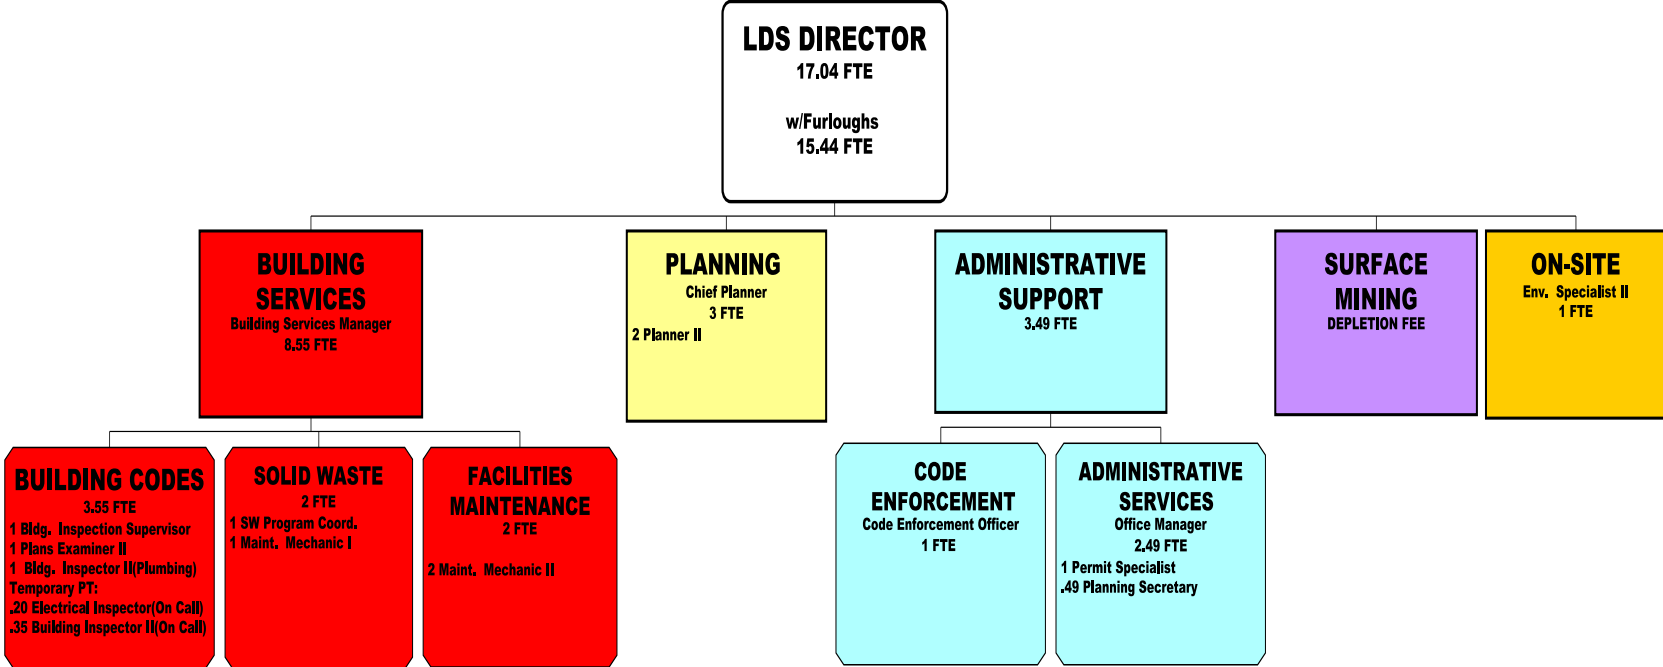 LDS DIRECTOR
17.04 FTE
w/Furloughs
15.44 FTE
BUILDING
SERVICES
Building Services Manager
8.55 FTE
PLANNING
Chief Planner
3 FTE
2 Planner II
ADMINISTRATIVE
SUPPORT
3.49 FTE
SURFACE
MINING
DEPLETION FEE
ON-SITE
Env. Specialist II
1 FTE
BUILDING CODES
3.55 FTE
1 Bldg. Inspection Supervisor
1 Plans Examiner II
1 Bldg. Inspector II(Plumbing)
Temporary PT:
.20 Electrical Inspector(On Call)
.35 Building Inspector II(On Call)
SOLID WASTE
2 FTE
1 SW Program Coord.
1 Maint. Mechanic I
FACILITIES
MAINTENANCE
2 FTE
2 Maint. Mechanic II
CODE
ENFORCEMENT
Code Enforcement Officer
1 FTE
ADMINISTRATIVE
SERVICES
Office Manager
2.49 FTE
1 Permit Specialist
.49 Planning Secretary